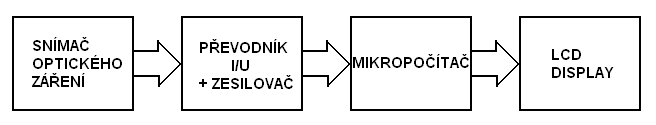 SNÍMAČ
OPTICKÉHO
ZÁŘENÍ
PŘEVODNÍK
I/U
+ ZESILOVAČ
MIKROPOČÍTAČ
LCD
DISPLAY